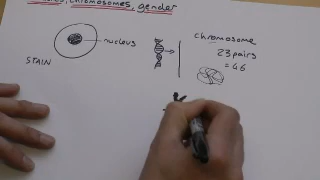 chromosomes, gender
nucleus
STAIN
chromosome
23 pairs
= 46